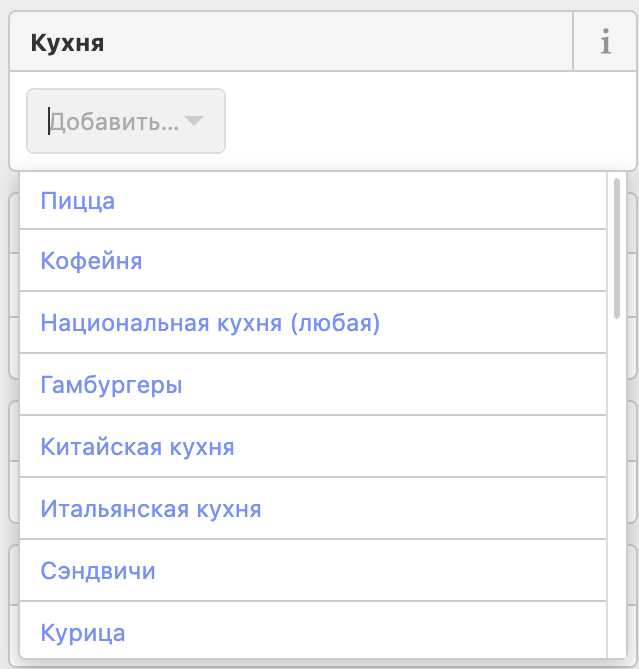 Кухня
i
Добавить...
Пицца
Кофейня
Национальная кухня (любая)
Гамбургеры
Китайская кухня
Итальянская кухня
Сэндвичи
Курица